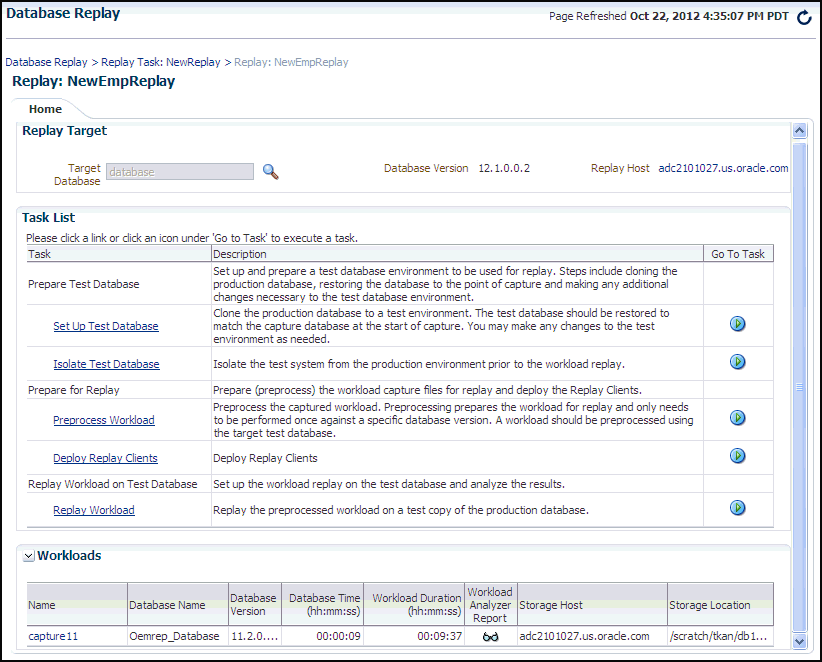 Database Replay
Page Refreshed Oct 22, 2012 4:35:07 PM PDT
Database Replay > Replay Task: NewReplay > Replay: NewEmpReplay
Replay: NewEmpReplay
Home
Replay Target
Target Database
database
Database Version 12.1.0.0.2
Replay Host adc2101027.us.oracle.com
Task List
Please click a link or click an icon under 'Go to Task' to execute a task.
Task Description Go To Task
Prepare Test Database
Set up and prepare a test database environment to be used for replay. Steps include cloning the
production database, restoring the database to the point of capture and making any additional
changes necessary to the test database environment.
Set Up Test Database
Clone the production database to a test environment. The test database should be restored to
match the capture database at the start of capture. You may make any changes to the test
environment as needed.
Isolate Test Database
Isolate the test system from the production environment prior to the workload replay.
Prepare for Replay
Prepare (preprocess) the workload capture files for replay and deploy the Replay Clients.
Preprocess Workload
Preprocess the captured workload. Preprocessing prepares the workload for replay and only needs
to be performed once against a specific database version. A workload should be preprocessed using
the target test database.
Deploy Replay Clients
Deploy Replay Clients
Replay Workload on Test Database
Set up the workload replay on the test database and analyze the results.
Replay Workload
Replay the preprocessed workload on a test copy of the production database.
Workloads
Name
Database Name
Database Version
Database Time (hh:mm:ss)
Workload Duration (hh:mm:ss)
Workload Analyzer Report
Storage Host
Storage Location
capture11 Oemrep_Database 11.2.0.... 00:00:09 00:09:37 adc2101027.us.oracle.com /scratch/tkan/db1...